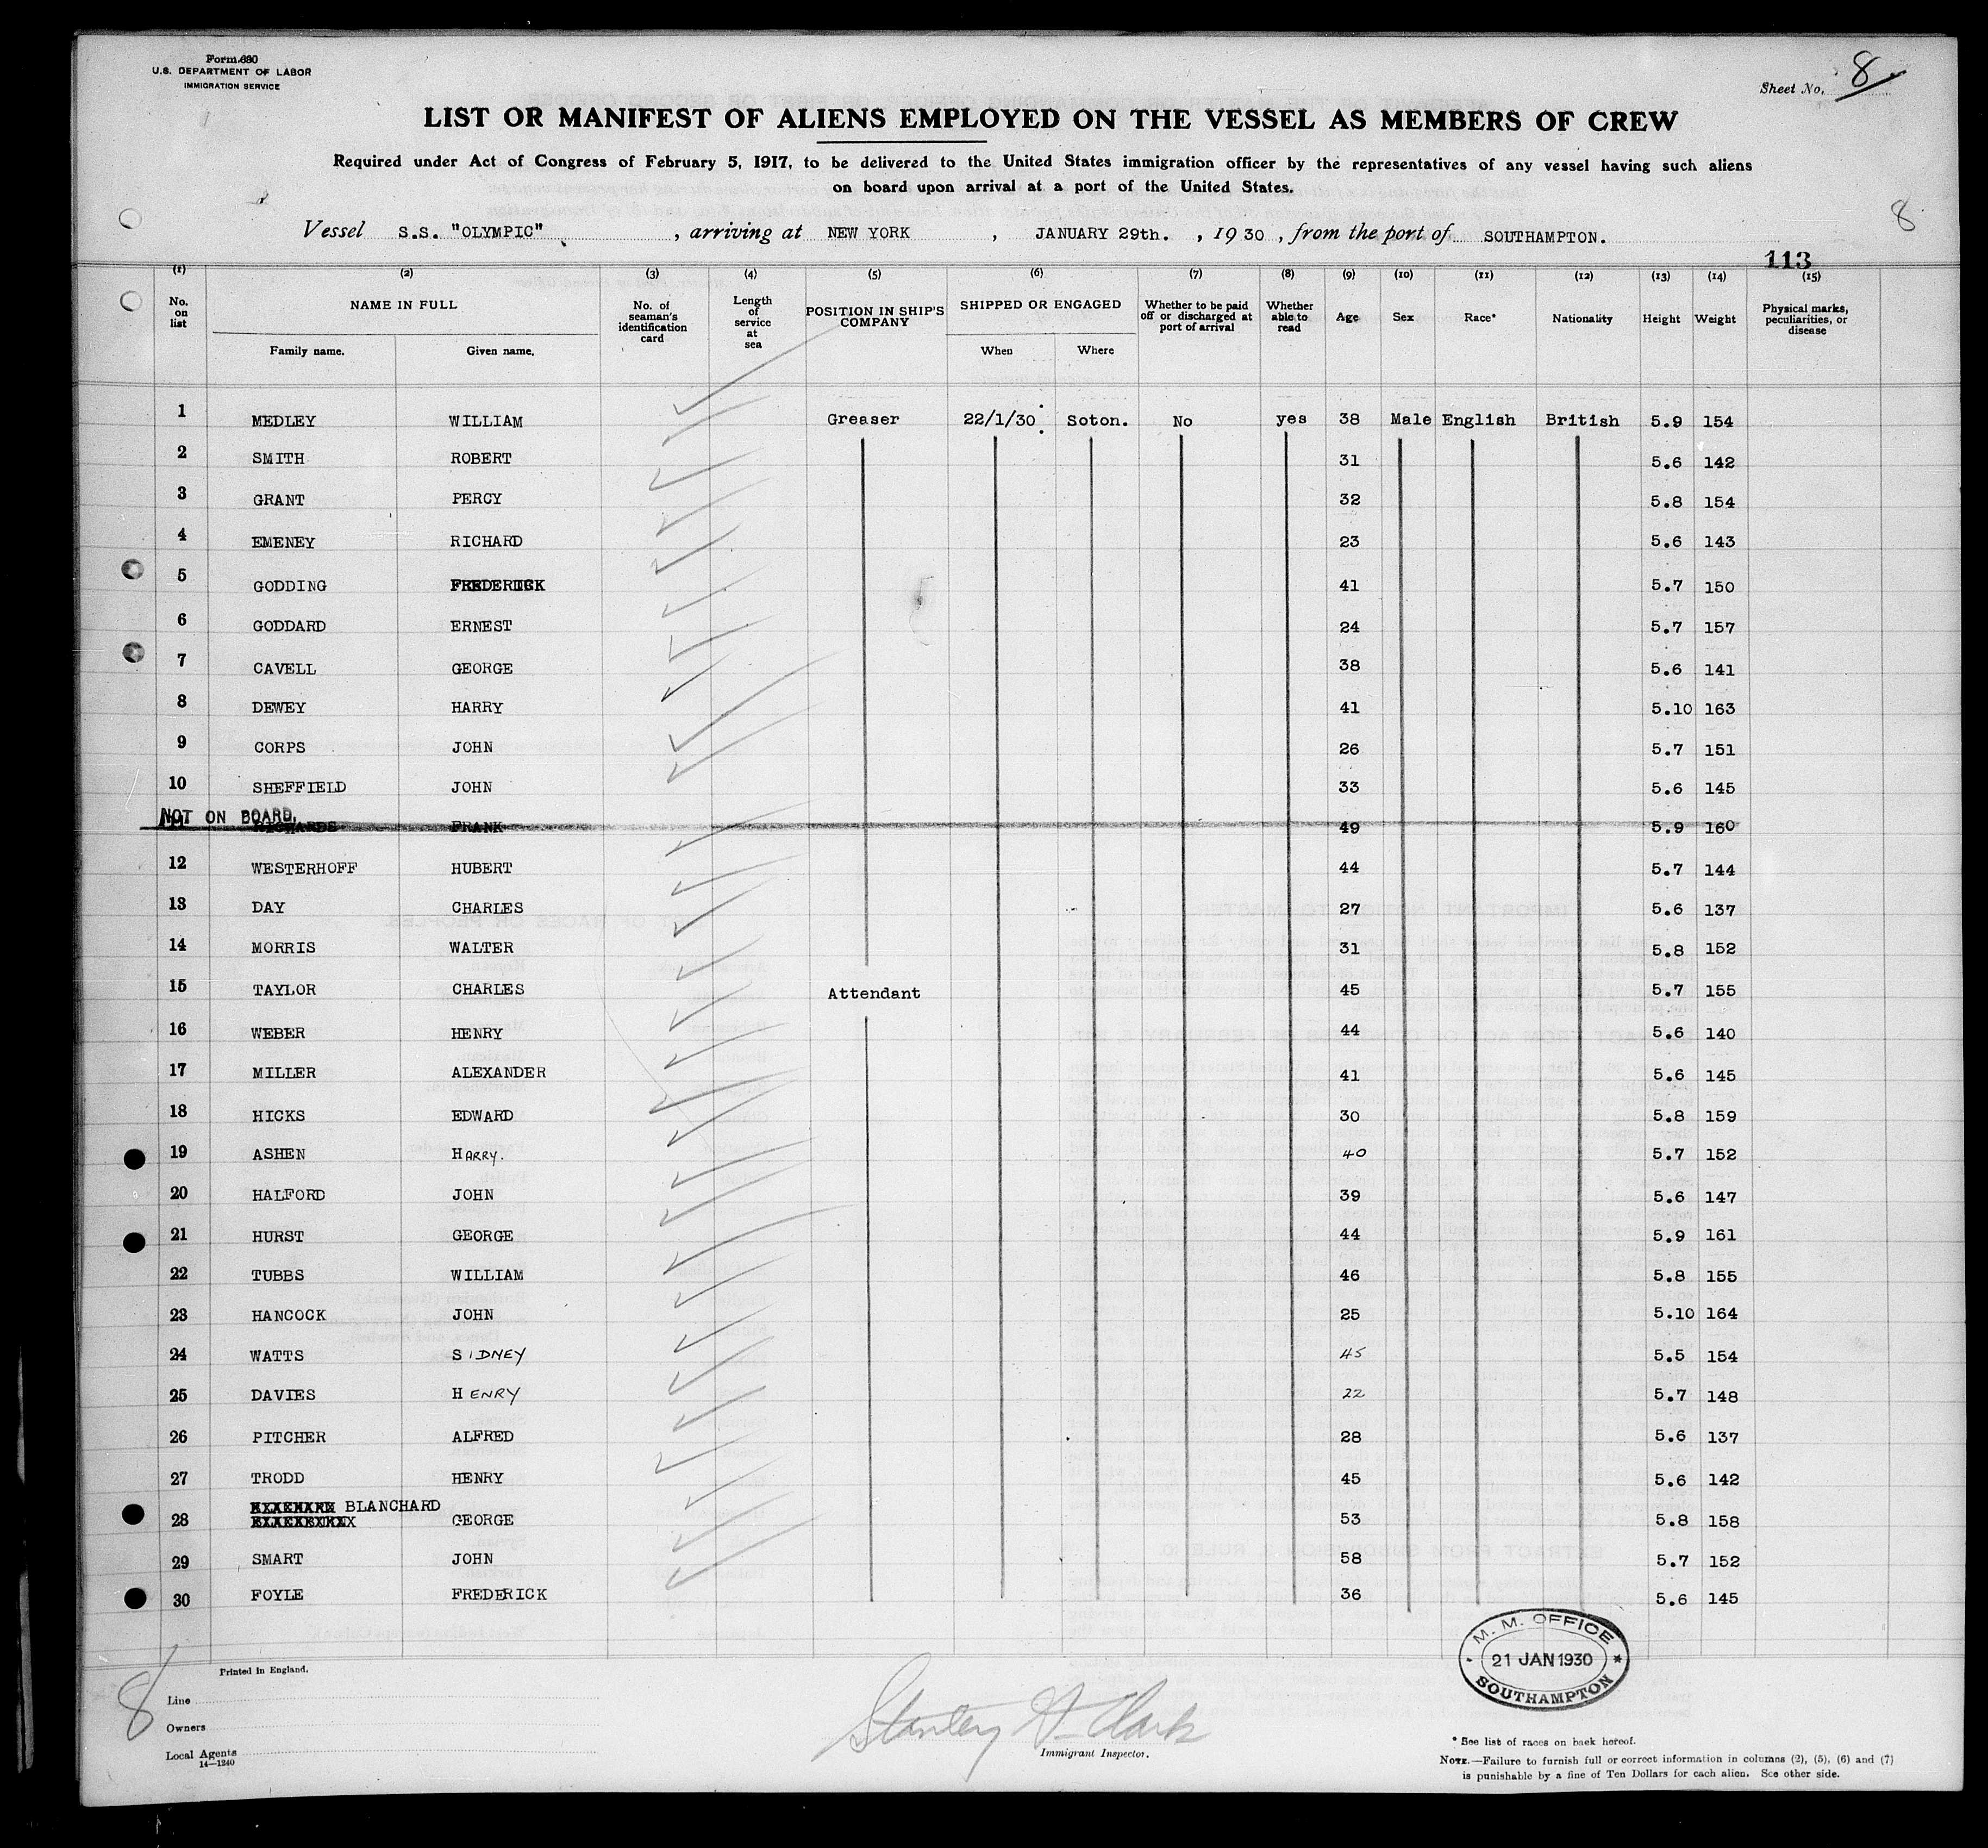 Form 680
U.S. DEPARTMENT OF LABOR
IMMIGRATION SERVICE
Sheet No. 8
LIST OR MANIFEST OF ALIENS EMPLOYED ON THE VESSEL AS MEMBERS OF CREW
Required under Act of Congress of February 5, 1917, to be delivered to the United States immigration officer by the representatives of any vessel having such aliens
on board upon arrival at a port of the United States.
8
Vessel S.S. "OLYMPIC", arriving at NEW YORK, JANUARY 29th., 1930, from the port of SOUTHAMPTON.
113
(1) (2) (3) (4) (5) (6) (7) (8) (9) (10) (11) (12) (13) (14) (15)
No. on list NAME IN FULL Family name. Given name. No. of seaman's identification card Length of service at sea POSITION IN SHIP'S COMPANY SHIPPED OR ENGAGED When Where Whether to be paid off or discharged at port of arrival Whether able to read Age Sex Race* Nationality Height Weight Physical marks, peculiarities, or disease
1 MEDLEY WILLIAM Greaser 22/1/30 Soton. No yes 38 Male English British 5.9 154
2 SMITH ROBERT 31 5.6 142
3 GRANT PERCY 32 5.8 154
4 EMENEY RICHARD 23 5.6 143
5 GODDING FREDERICK 41 5.7 150
6 GODDARD ERNEST 24 5.7 157
7 CAVELL GEORGE 38 5.6 141
8 DEWEY HARRY 41 5.10 163
9 CORPS JOHN 26 5.7 151
10 SHEFFIELD JOHN 33 5.6 145
NOT ON BOARD.
11 RICHARDS FRANK 49 5.9 160
12 WESTERHOFF HUBERT 44 5.7 144
13 DAY CHARLES 27 5.6 137
14 MORRIS WALTER 31 5.8 152
15 TAYLOR CHARLES Attendant 45 5.7 155
16 WEBER HENRY 44 5.6 140
17 MILLER ALEXANDER 41 5.6 145
18 HICKS EDWARD 30 5.8 159
19 ASHEN HARRY. 40 5.7 152
20 HALFORD JOHN 39 5.6 147
21 HURST GEORGE 44 5.9 161
22 TUBBS WILLIAM 46 5.8 155
23 HANCOCK JOHN 25 5.10 164
24 WATTS SIDNEY 45 5.5 154
25 DAVIES HENRY 22 5.7 148
26 PITCHER ALFRED 28 5.6 137
27 TRODD HENRY 45 5.6 142
28 BLANCHARD GEORGE 53 5.8 158
29 SMART JOHN 58 5.7 152
30 FOYLE FREDERICK 36 5.6 145
M. M. OFFICE
21 JAN 1930
SOUTHAMPTON
8
Printed in England.
Line
Owners
Local Agents
14—1240
Stanley H Clark
Immigrant Inspector.
* See list of races on back hereof.
NOTE.—Failure to furnish full or correct information in columns (2), (5), (6) and (7)
is punishable by a fine of Ten Dollars for each alien. See other side.